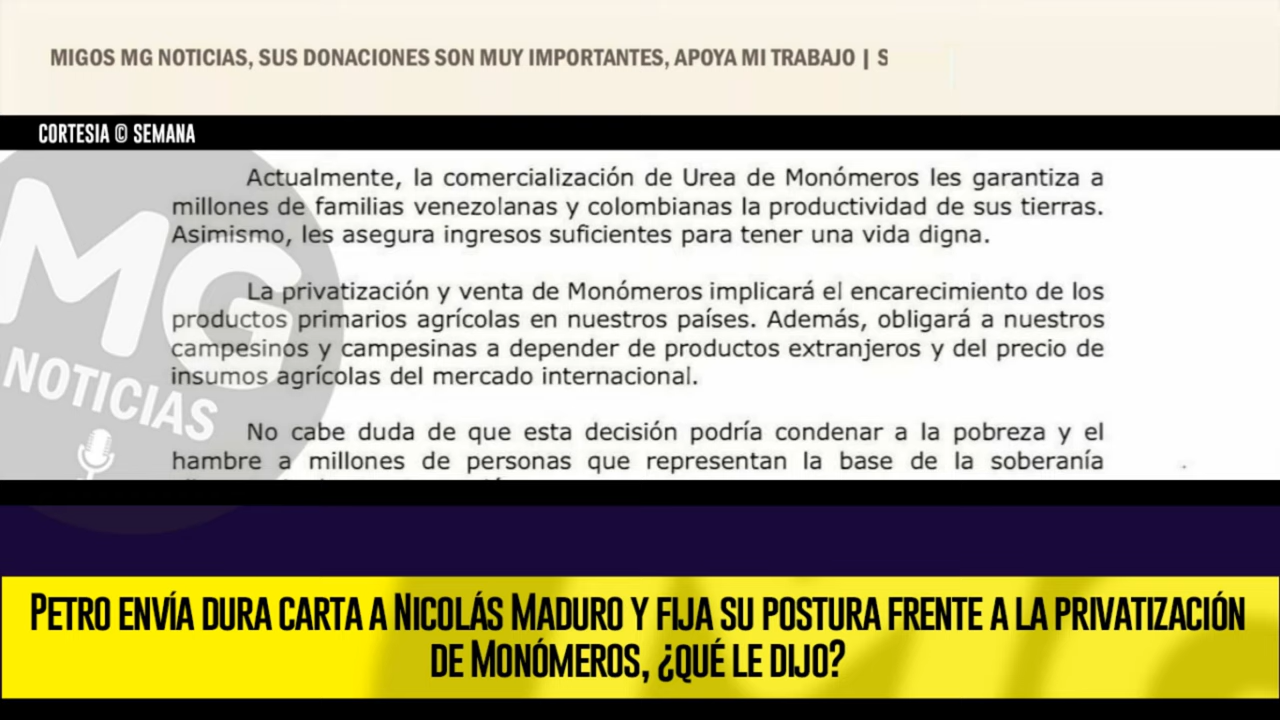 MIGOS MG NOTICIAS, SUS DONACIONES SON MUY IMPORTANTES, APOYA MI TRABAJO | S
CORTESIA © SEMANA
Actualmente, la comercialización de Urea de Monómeros les garantiza a
millones de familias venezolanas y colombianas la productividad de sus tierras.
Asimismo, les asegura ingresos suficientes para tener una vida digna.
La privatización y venta de Monómeros implicará el encarecimiento de los
productos primarios agrícolas en nuestros países. Además, obligará a nuestros
campesinos y campesinas a depender de productos extranjeros y del precio de
insumos agrícolas del mercado internacional.
No cabe duda de que esta decisión podría condenar a la pobreza y el
hambre a millones de personas que representan la base de la soberanía
MG
NOTICIAS
PETRO ENVÍA DURA CARTA A NICOLÁS MADURO Y FIJA SU POSTURA FRENTE A LA PRIVATIZACIÓN
DE MONÓMEROS, ¿QUÉ LE DIJO?